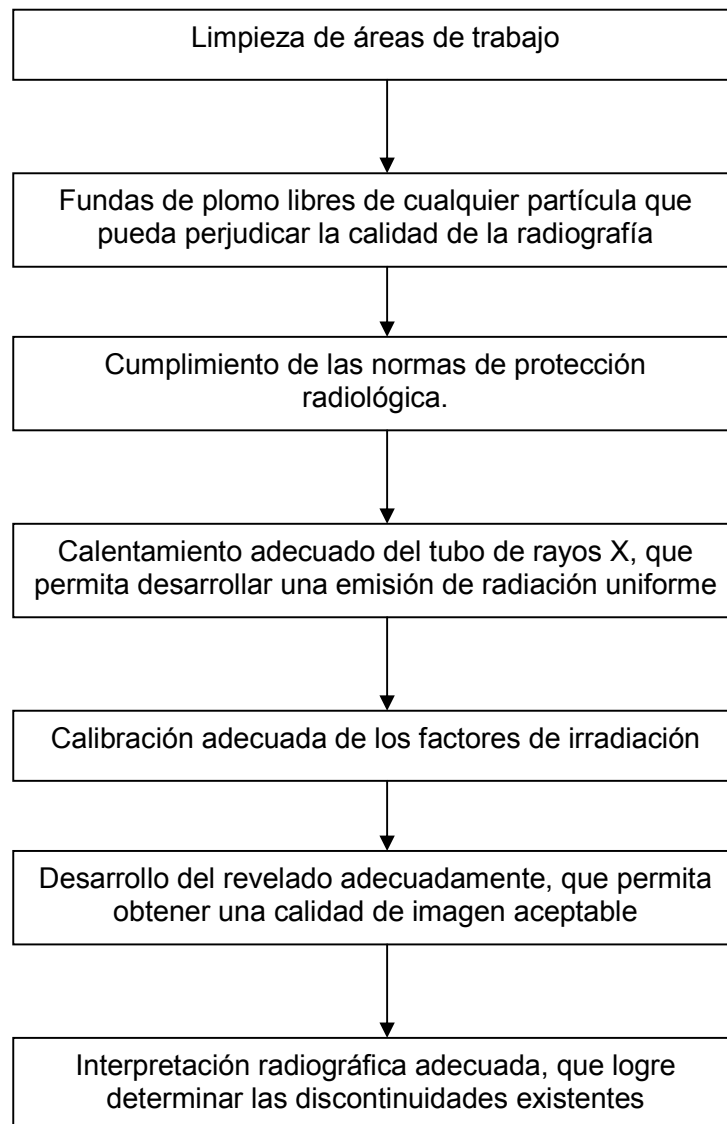 Limpieza de áreas de trabajo
Fundas de plomo libres de cualquier partícula que
pueda perjudicar la calidad de la radiografía
Cumplimiento de las normas de protección
radiológica.
Calentamiento adecuado del tubo de rayos X, que
permita desarrollar una emisión de radiación uniforme
Calibración adecuada de los factores de irradiación
Desarrollo del revelado adecuadamente, que permita
obtener una calidad de imagen aceptable
Interpretación radiográfica adecuada, que logre
determinar las discontinuidades existentes